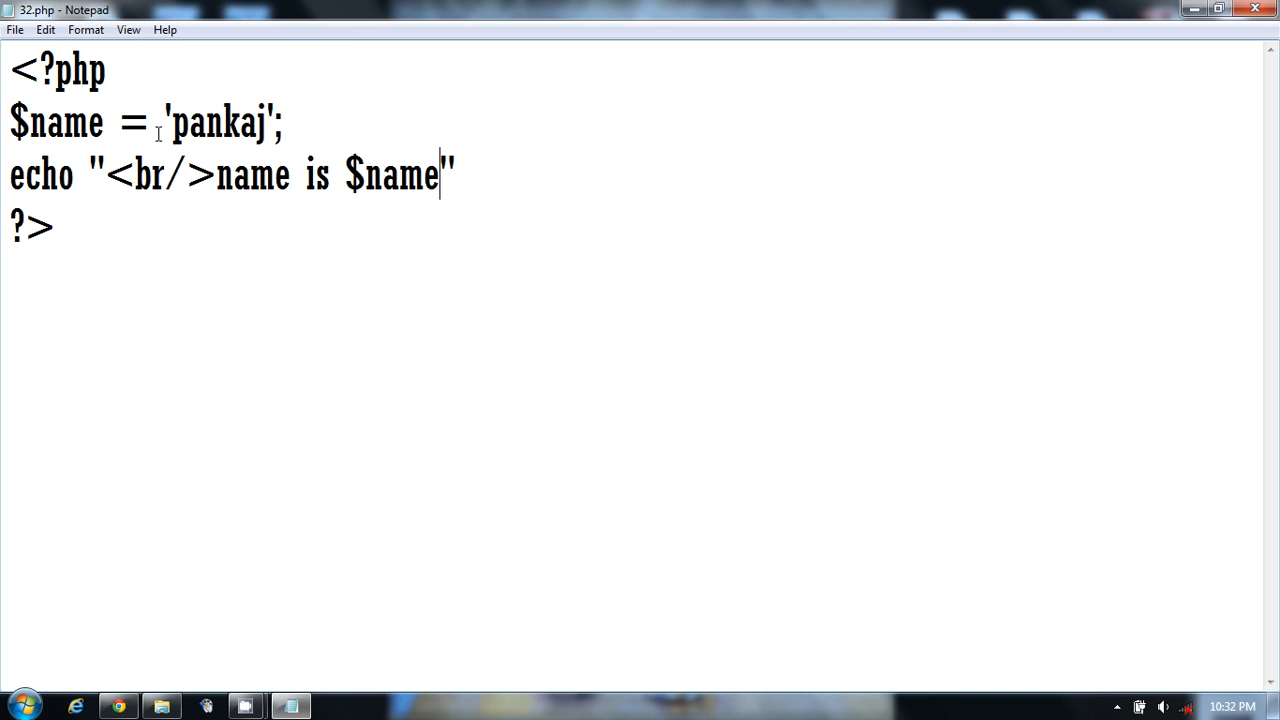 32.php - Notepad
File Edit Format View Help
<?php
$name = 'pankaj';
echo "<br/>name is $name"
?>
10:32 PM